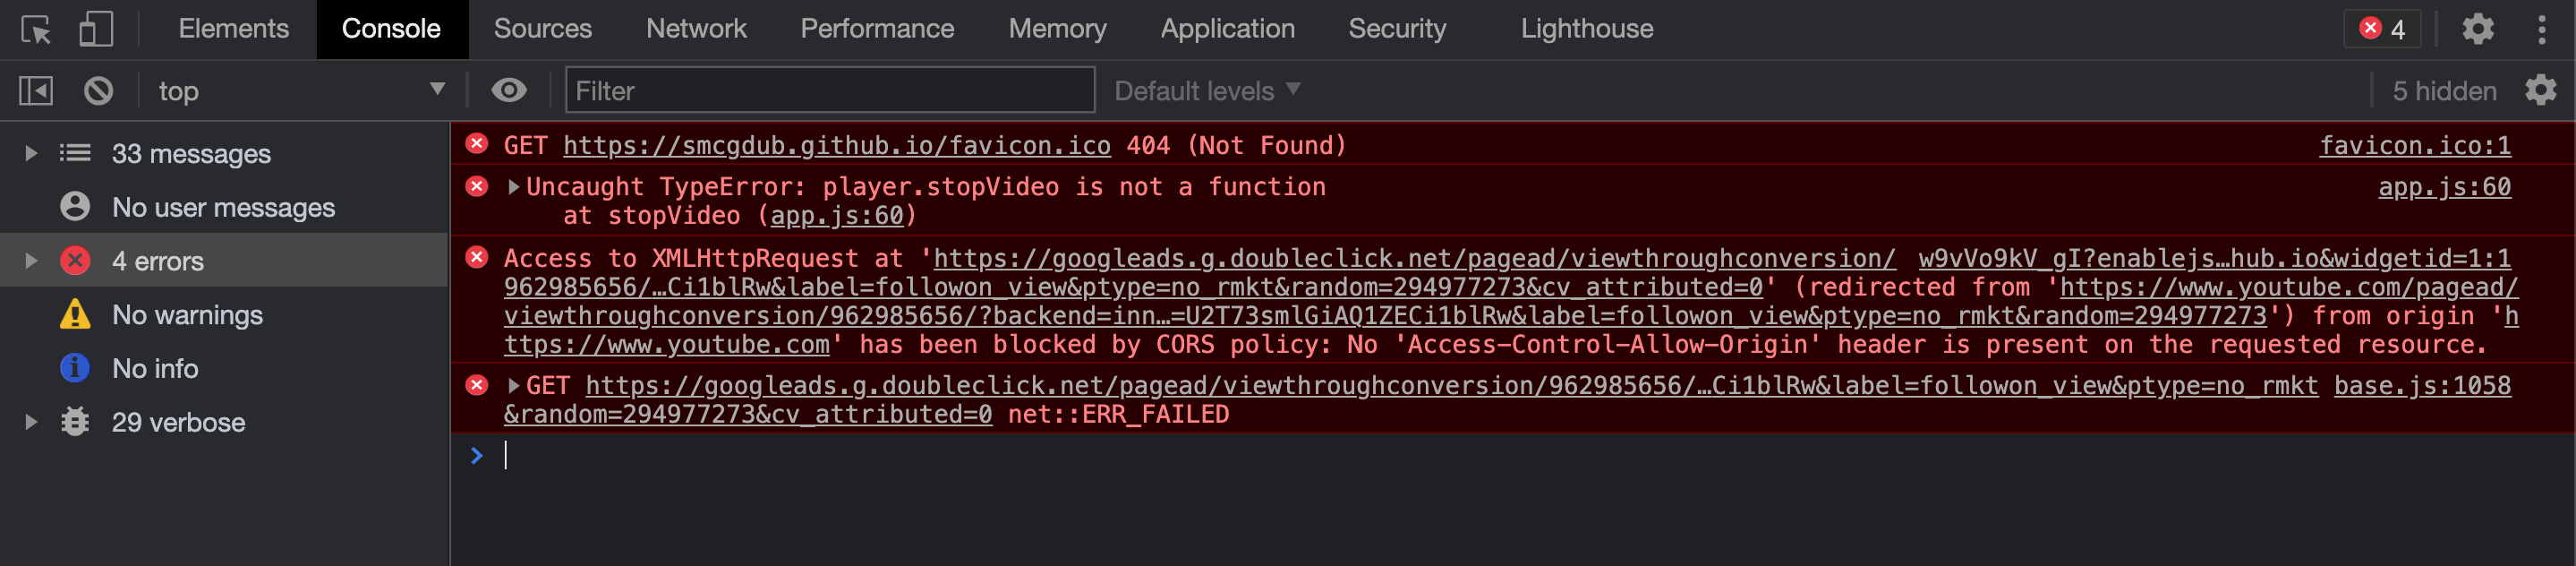 Elements Console Sources Network Performance Memory Application Security Lighthouse 4
top Filter Default levels 5 hidden
33 messages
No user messages
4 errors
No warnings
No info
29 verbose
GET https://smcgdub.github.io/favicon.ico 404 (Not Found) favicon.ico:1
Uncaught TypeError: player.stopVideo is not a function app.js:60
at stopVideo (app.js:60)
Access to XMLHttpRequest at 'https://googleads.g.doubleclick.net/pagead/viewthroughconversion/ w9vVo9kV_gI?enablejs…hub.io&widgetid=1:1
962985656/…Ci1blRw&label=followon_view&ptype=no_rmkt&random=294977273&cv_attributed=0' (redirected from 'https://www.youtube.com/pagead/
viewthroughconversion/962985656/?backend=inn…=U2T73smlGiAQ1ZECi1blRw&label=followon_view&ptype=no_rmkt&random=294977273') from origin 'h
ttps://www.youtube.com' has been blocked by CORS policy: No 'Access-Control-Allow-Origin' header is present on the requested resource.
GET https://googleads.g.doubleclick.net/pagead/viewthroughconversion/962985656/…Ci1blRw&label=followon_view&ptype=no_rmkt base.js:1058
&random=294977273&cv_attributed=0 net::ERR_FAILED